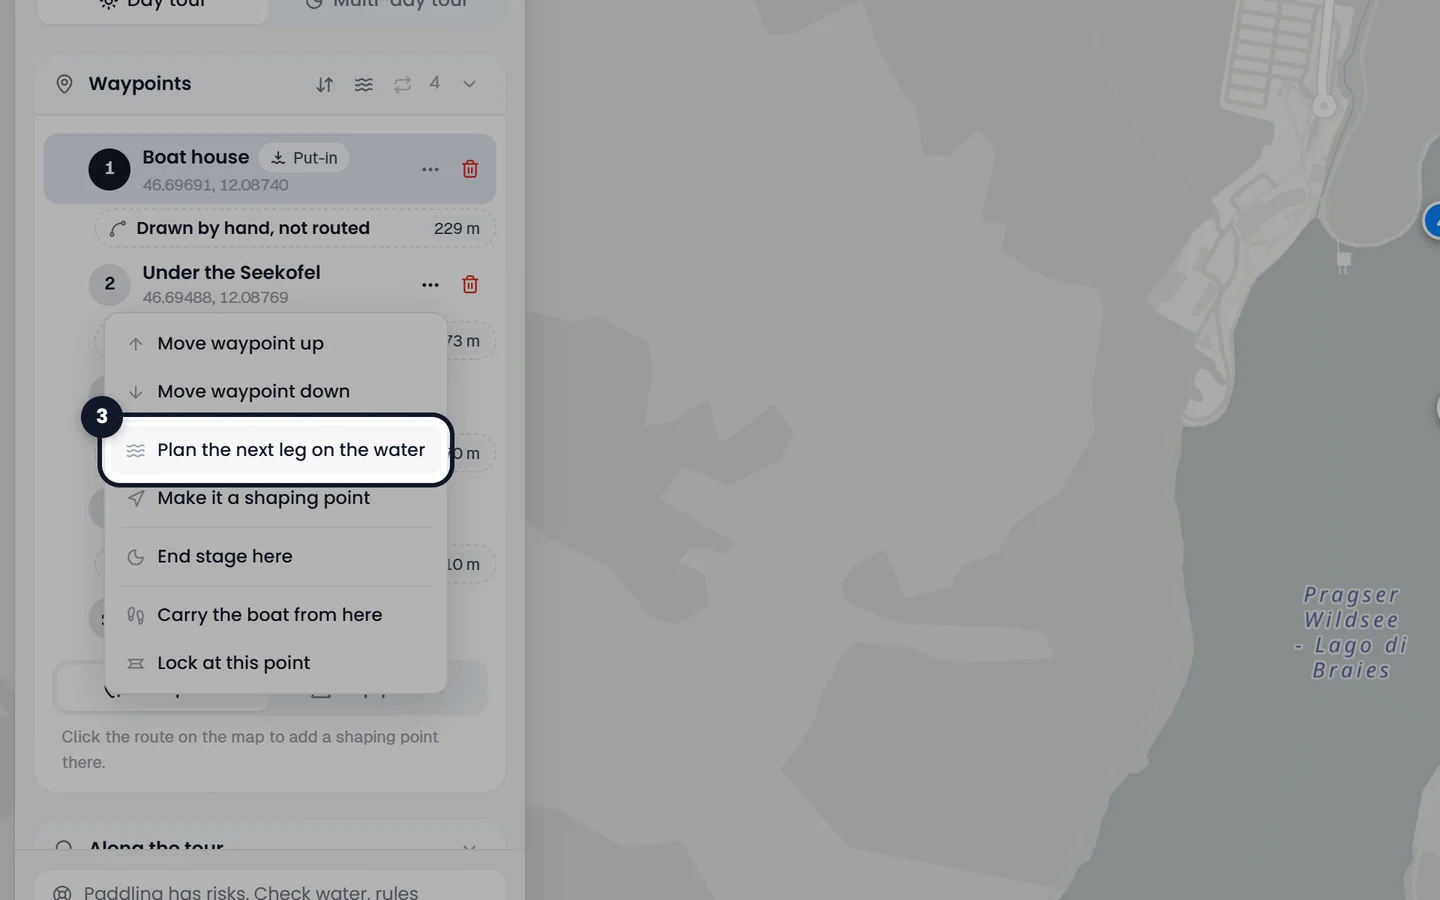 Day tour
Multi-day tour
Waypoints
4
1
Boat house
Put-in
46.69691, 12.08740
Drawn by hand, not routed
229 m
2
Under the Seekofel
46.69488, 12.08769
73 m
Move waypoint up
Move waypoint down
3
Plan the next leg on the water
0 m
Make it a shaping point
End stage here
10 m
Carry the boat from here
Lock at this point
Click the route on the map to add a shaping point
there.
Along the tour
Paddling has risks. Check water, rules
Pragser
Wildsee
- Lago di
Braies